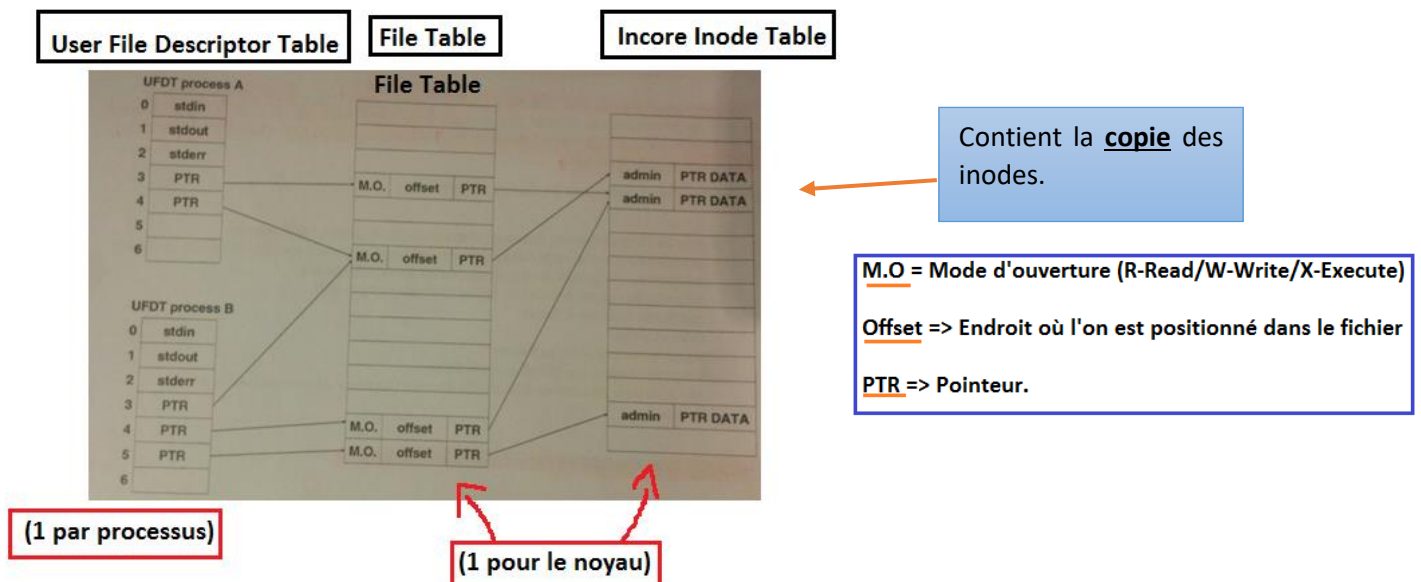 User File Descriptor Table
File Table
Incore Inode Table
UFDT process A
0 stdin
1 stdout
2 stderr
3 PTR
4 PTR
5
6
UFDT process B
0 stdin
1 stdout
2 stderr
3 PTR
4 PTR
5 PTR
6
File Table
M.O. offset PTR
M.O. offset PTR
M.O. offset PTR
M.O. offset PTR
admin PTR DATA
admin PTR DATA
admin PTR DATA
Contient la copie des
inodes.
M.O = Mode d'ouverture (R-Read/W-Write/X-Execute)
Offset => Endroit où l'on est positionné dans le fichier
PTR => Pointeur.
(1 par processus)
(1 pour le noyau)